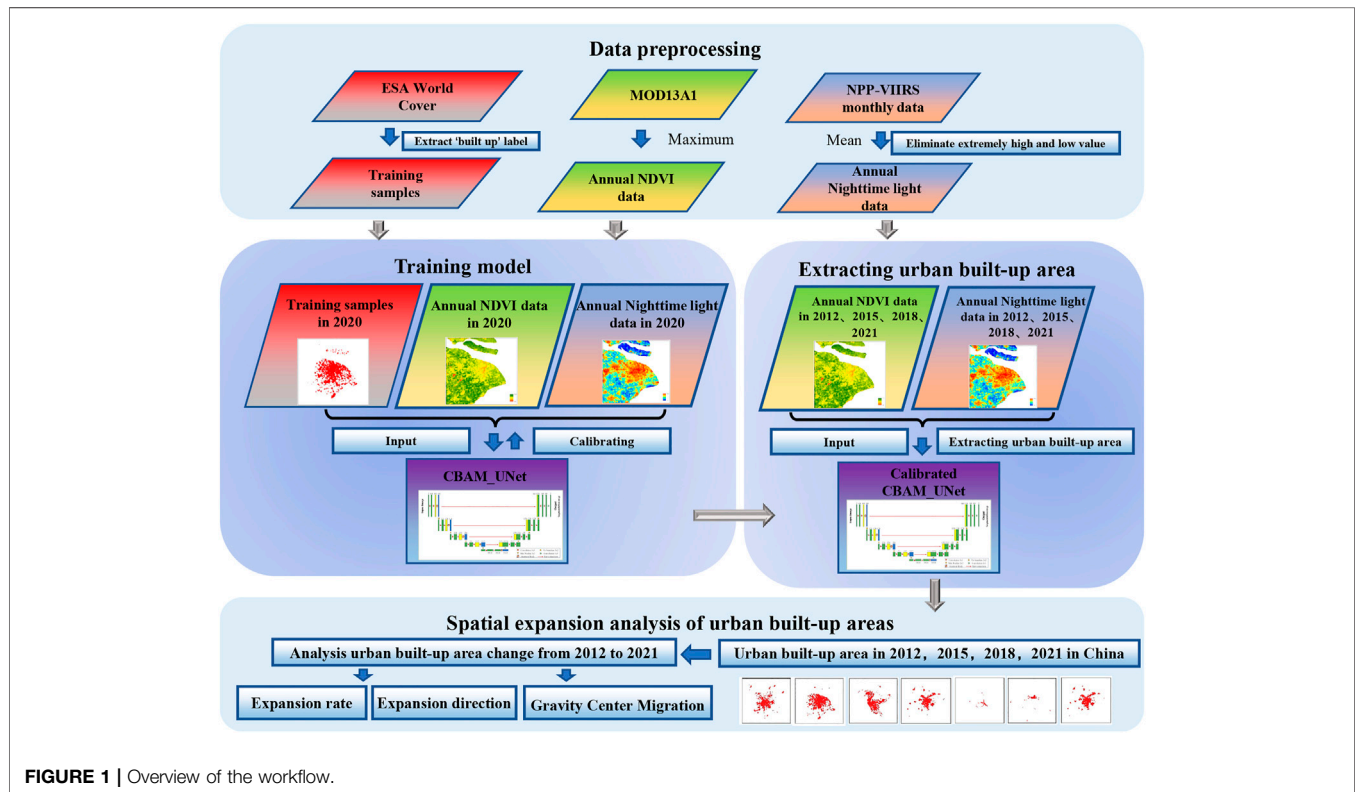 Data preprocessing
ESA World
Cover
MOD13A1
NPP-VIIRS
monthly data
Extract 'built up' label
Maximum
Mean
Eliminate extremely high and low value
Training
samples
Annual NDVI
data
Annual
Nighttime light
data
Training model
Training samples
in 2020
Annual NDVI data
in 2020
Annual Nighttime light
data in 2020
Input
Calibrating
CBAM_UNet
Extracting urban built-up area
Annual NDVI data
in 2012、2015、2018、
2021
Annual Nighttime light
data in 2012、2015、
2018、2021
Input
Extracting urban built-up area
Calibrated
CBAM_UNet
Spatial expansion analysis of urban built-up areas
Analysis urban built-up area change from 2012 to 2021
Urban built-up area in 2012，2015，2018，2021 in China
Expansion rate
Expansion direction
Gravity Center Migration
FIGURE 1 | Overview of the workflow.